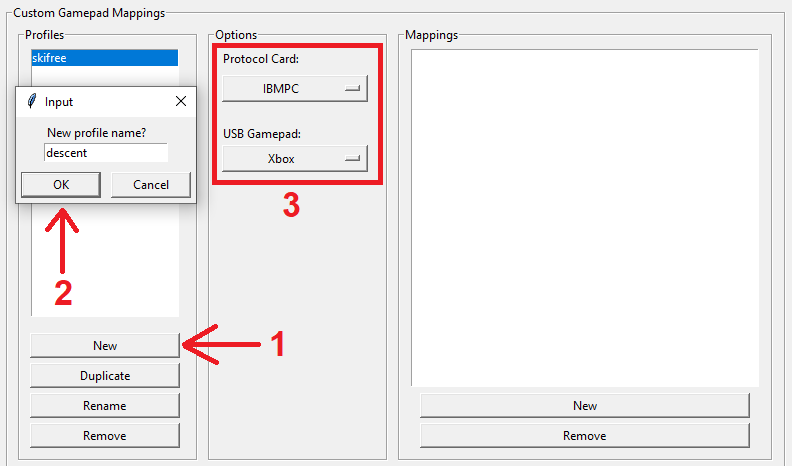 Custom Gamepad Mappings
Profiles
skifree
Input
New profile name?
descent
OK
Cancel
2
New
1
Duplicate
Rename
Remove
Options
Protocol Card:
IBMPC
USB Gamepad:
Xbox
3
Mappings
New
Remove